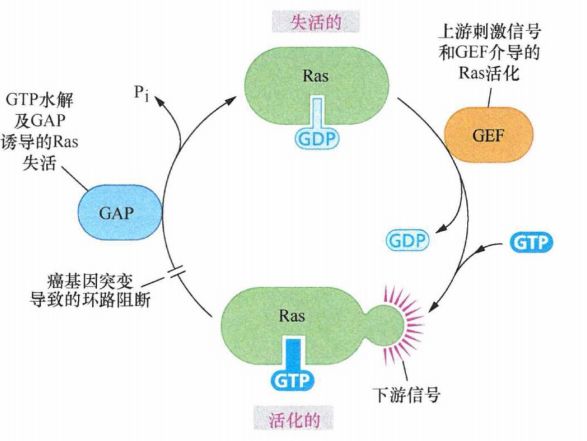 失活的
上游刺激信号
和GEF介导的
Ras活化
Ras
Pi
GTP水解
及GAP
诱导的Ras
失活
GDP
GEF
GAP
GDP
GTP
癌基因突变
导致的环路阻断
Ras
GTP
下游信号
活化的